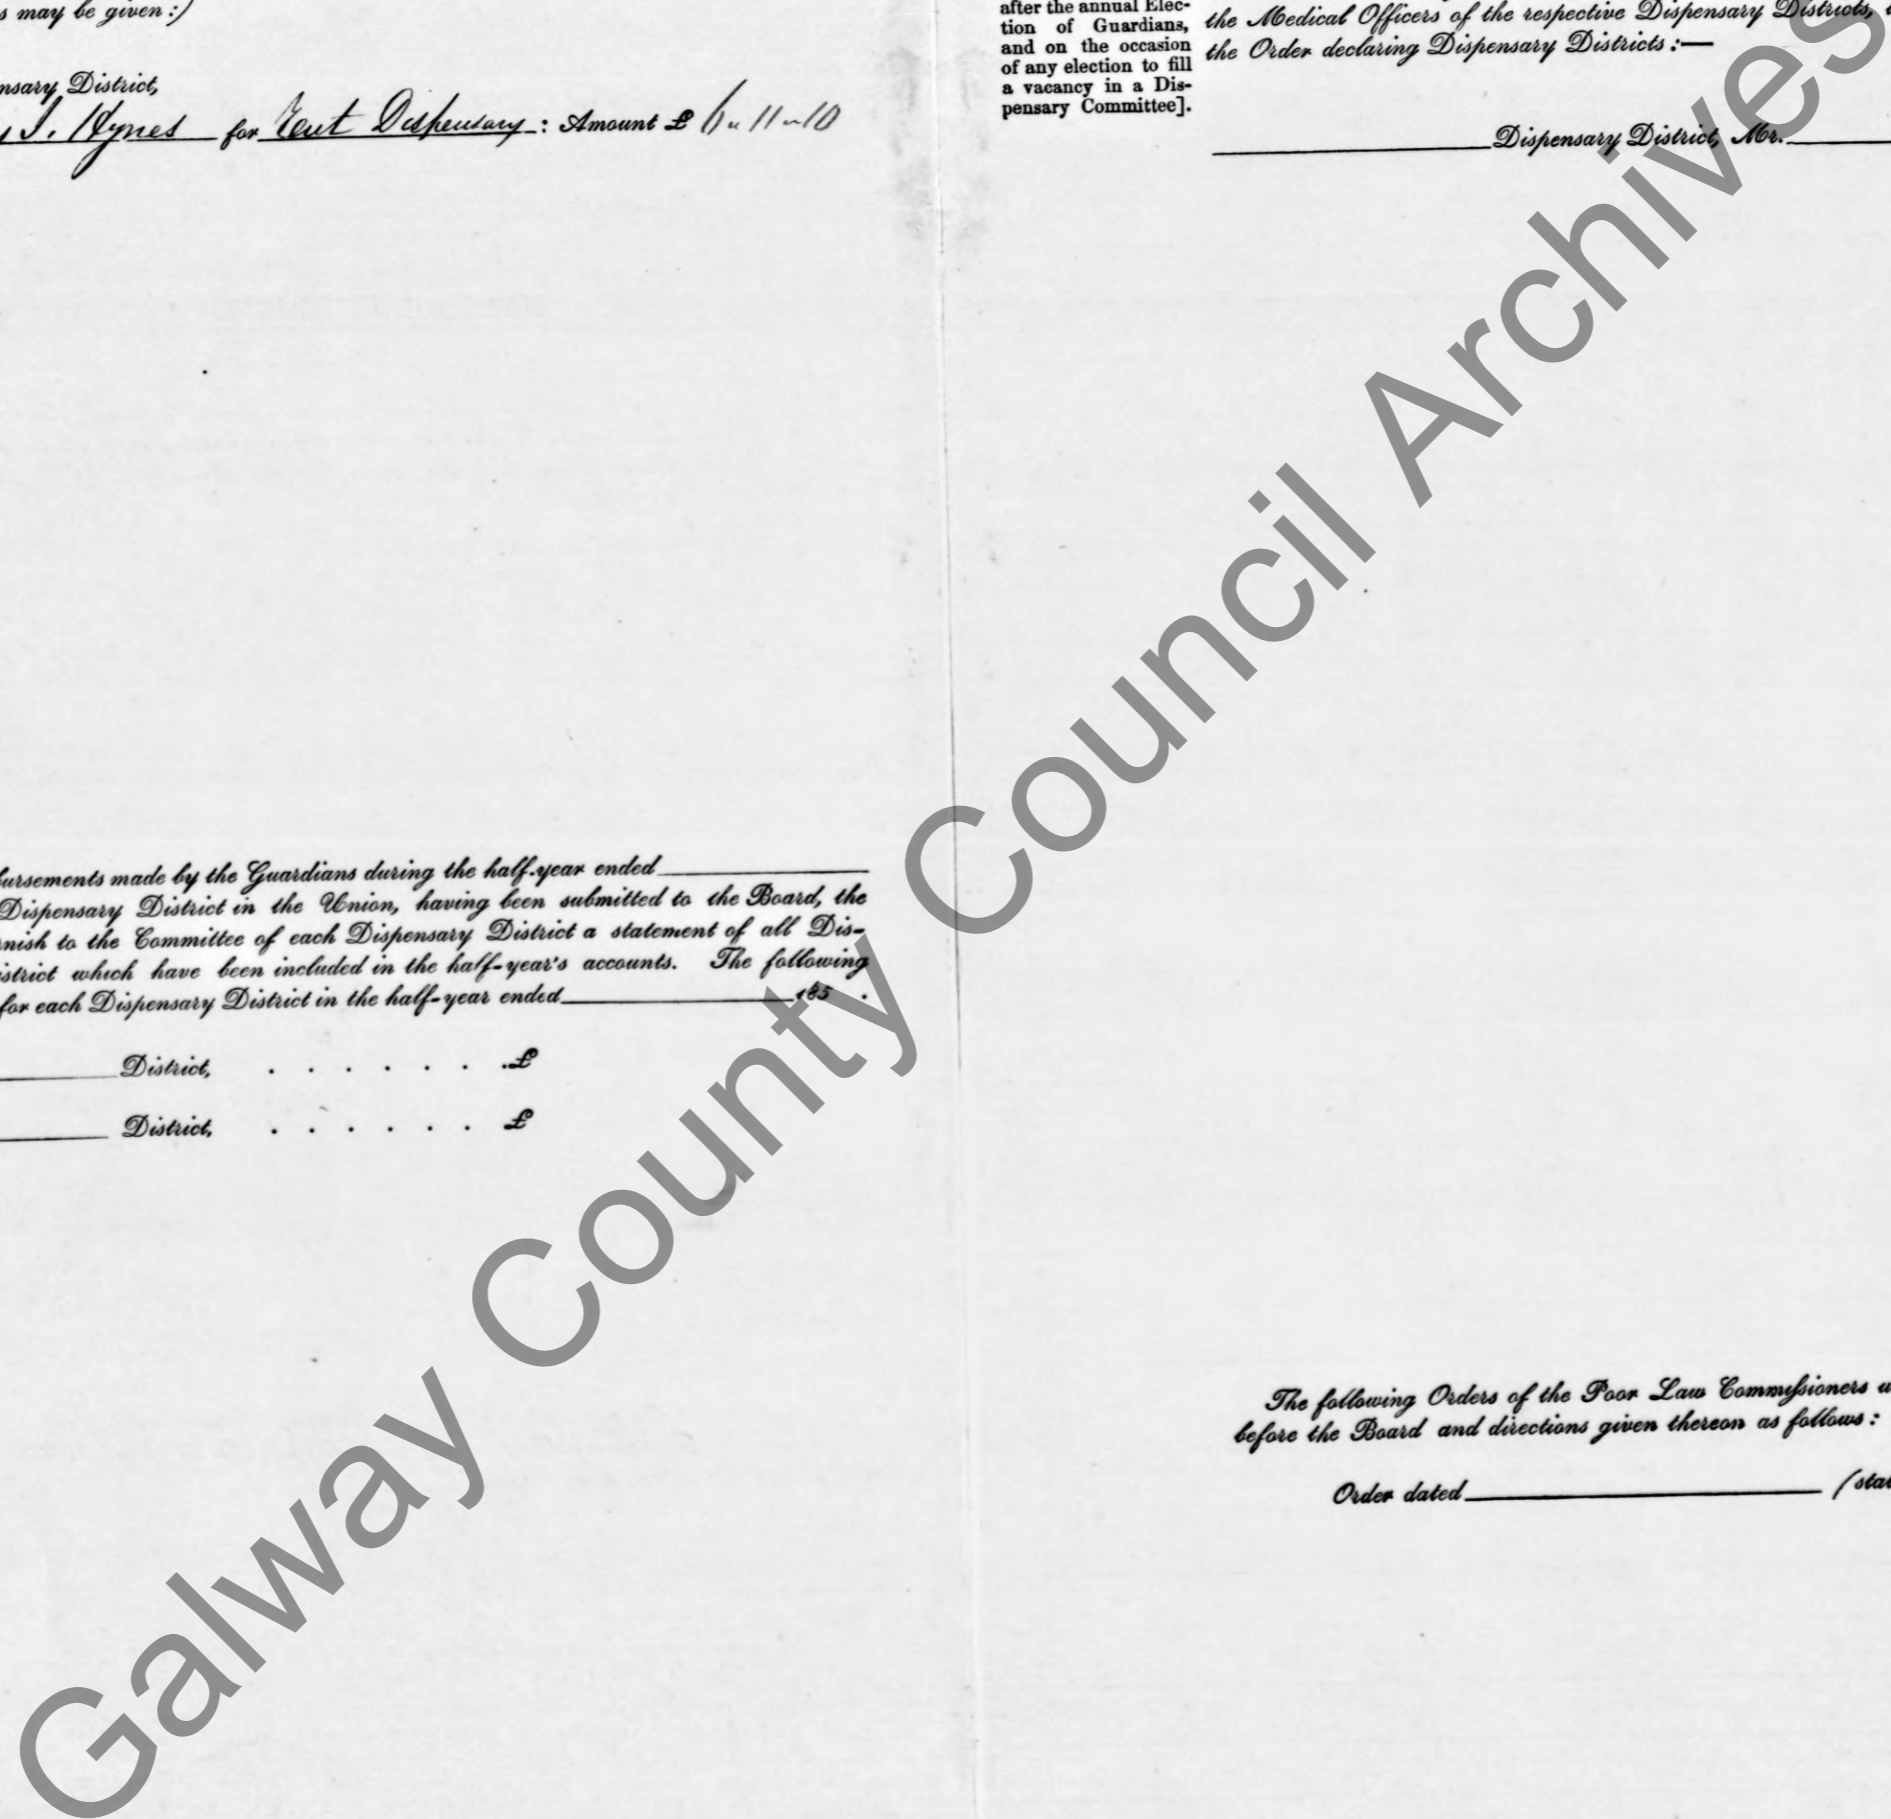 s may be given:)
nsary District,
J. Hynes for Rent Dispensary: Amount £ 6 " 11 " 10
bursements made by the Guardians during the half-year ended
Dispensary District in the Union, having been submitted to the Board, the
nish to the Committee of each Dispensary District a statement of all Dis-
istrict which have been included in the half-year's accounts. The following
for each Dispensary District in the half-year ended 185 .
District, . . . . . . . £
District, . . . . . . £
after the annual Elec-
tion of Guardians,
and on the occasion
of any election to fill
a vacancy in a Dis-
pensary Committee].
the Medical Officers of the respective Dispensary Districts,
the Order declaring Dispensary Districts:—
Dispensary District, Mr.
The following Orders of the Poor Law Commissioners w
before the Board and directions given thereon as follows:
Order dated (stat
Galway County Council Archives